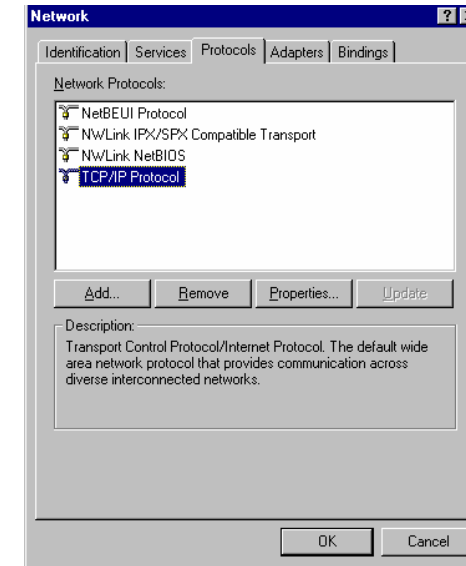 Network
Identification Services Protocols Adapters Bindings
Network Protocols:
NetBEUI Protocol
NWLink IPX/SPX Compatible Transport
NWLink NetBIOS
TCP/IP Protocol
Add... Remove Properties... Update
Description:
Transport Control Protocol/Internet Protocol. The default wide
area network protocol that provides communication across
diverse interconnected networks.
OK Cancel